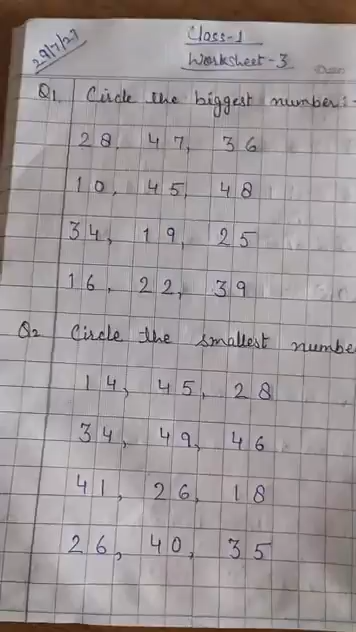 29/7/27
Class-1
Worksheet-3
Q1 Circle the biggest number:-
28, 47, 36
10, 45, 48
34, 19, 25
16, 22, 39
Q2 Circle the smallest numbe
14, 45, 28
34, 49, 46
41, 26, 18
26, 40, 35